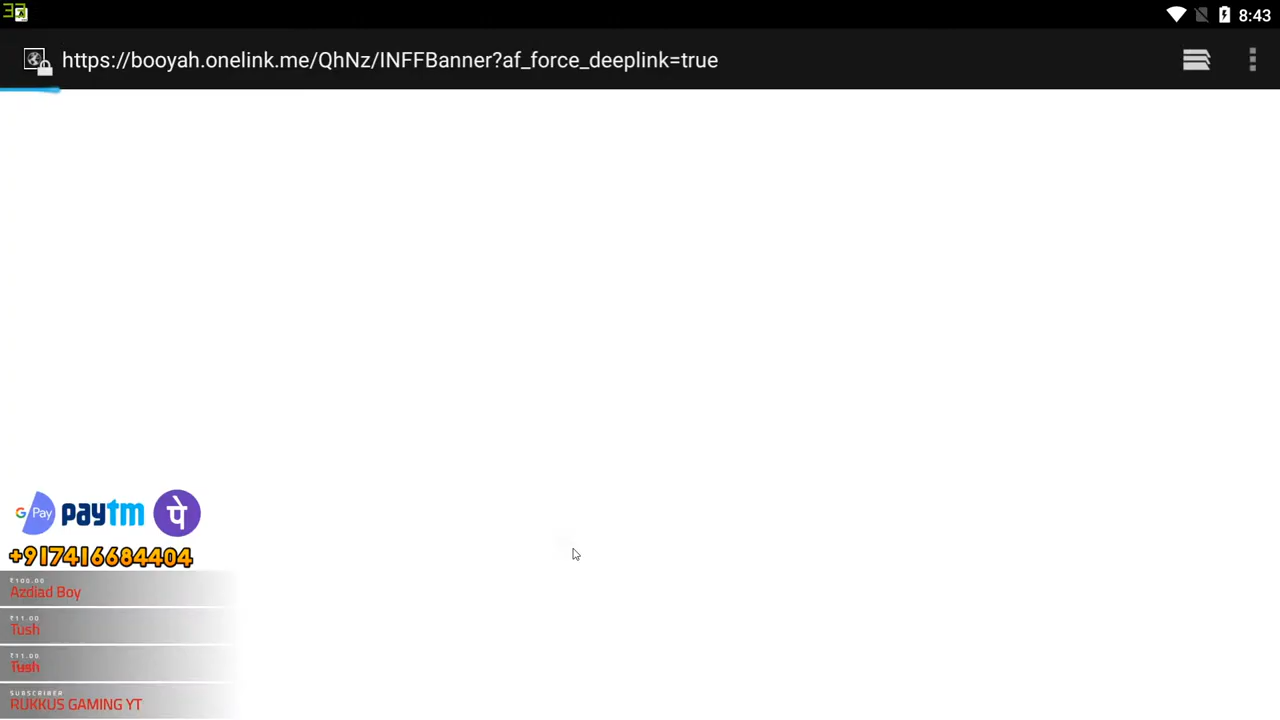 8:43
https://booyah.onelink.me/QhNz/INFFBanner?af_force_deeplink=true
G Pay paytm पे
+917416684404
₹100.00
Azdiad Boy
₹11.00
Tush
₹11.00
Tush
SUBSCRIBER
RUKKUS GAMING YT